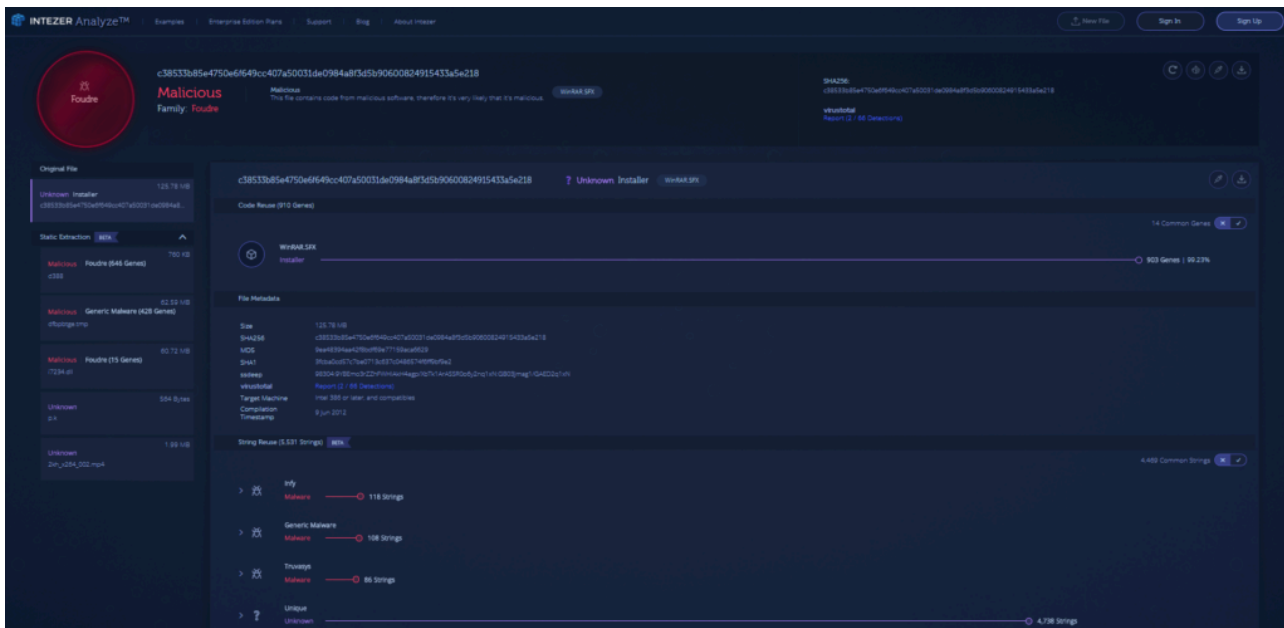 INTEZER Analyze™
Examples
Enterprise Edition Plans
Support
Blog
About Intezer
New File
Sign In
Sign Up
Foudre
c38533b85e4750e6f649cc407a50031de0984a8f3d5b90600824915433a5e218
Malicious
Family: Foudre
Malicious
This file contains code from malicious software, therefore it's very likely that it's malicious.
WinRAR SFX
SHA256:
c38533b85e4750e6f649cc407a50031de0984a8f3d5b90600824915433a5e218
virustotal
Report (2 / 66 Detections)
Original File
125.78 MB
Unknown Installer
Static Extraction BETA
760 KB
Malicious Foudre (646 Genes)
d388
62.59 MB
Malicious Generic Malware (428 Genes)
60.72 MB
Malicious Foudre (15 Genes)
i7234.dll
Unknown
1.99 MB
Unknown
c38533b85e4750e6f649cc407a50031de0984a8f3d5b90600824915433a5e218
? Unknown Installer
WinRAR SFX
Code Reuse (910 Genes)
14 Common Genes
WinRAR SFX
Installer
903 Genes | 99.23%
File Metadata
Size 125.78 MB
SHA256 c38533b85e4750e6f649cc407a50031de0984a8f3d5b90600824915433a5e218
MD5
SHA1
ssdeep
virustotal Report (2 / 66 Detections)
Target Machine Intel 386 or later, and compatibles
Compilation Timestamp 9 Jun 2012
String Reuse (5,531 Strings) BETA
4,469 Common Strings
Infy
Malware
118 Strings
Generic Malware
Malware
108 Strings
Truvasys
Malware
86 Strings
Unique
Unknown
4,738 Strings